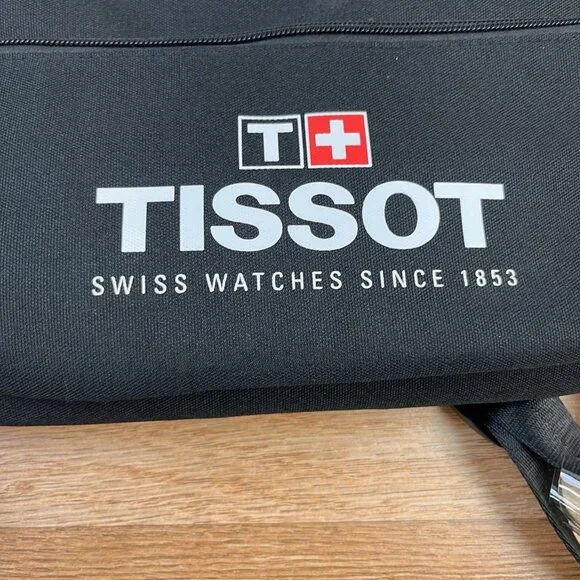 T+
TISSOT
SWISS WATCHES SINCE 1853